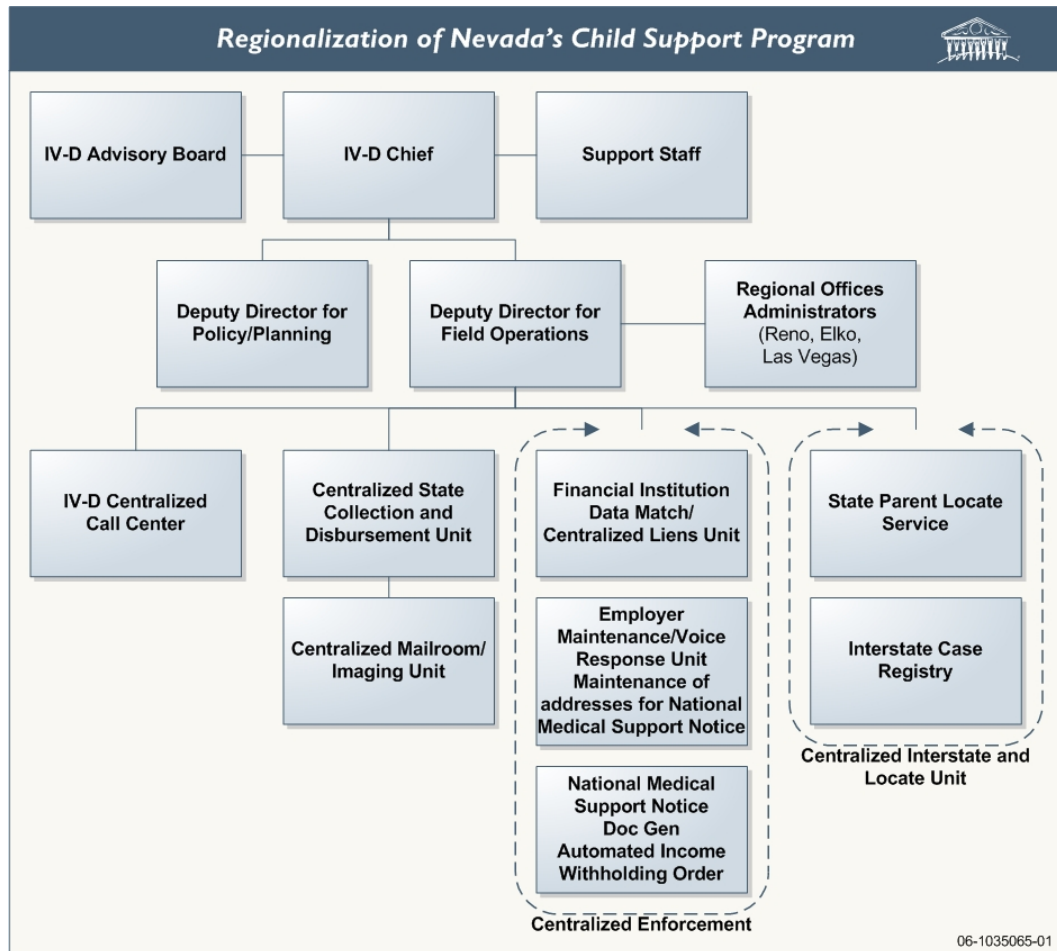 Regionalization of Nevada's Child Support Program
IV-D Advisory Board
IV-D Chief
Support Staff
Deputy Director for
Policy/Planning
Deputy Director for
Field Operations
Regional Offices
Administrators
(Reno, Elko,
Las Vegas)
IV-D Centralized
Call Center
Centralized State
Collection and
Disbursement Unit
Financial Institution
Data Match/
Centralized Liens Unit
State Parent Locate
Service
Centralized Mailroom/
Imaging Unit
Employer
Maintenance/Voice
Response Unit
Maintenance of
addresses for National
Medical Support Notice
Interstate Case
Registry
Centralized Interstate and
Locate Unit
National Medical
Support Notice
Doc Gen
Automated Income
Withholding Order
Centralized Enforcement
06-1035065-01